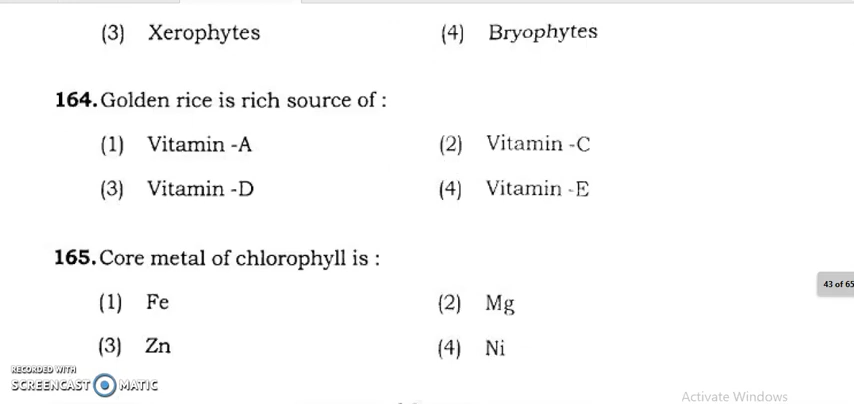 (3) Xerophytes (4) Bryophytes
164. Golden rice is rich source of :
(1) Vitamin -A (2) Vitamin -C
(3) Vitamin -D (4) Vitamin -E
165. Core metal of chlorophyll is :
(1) Fe (2) Mg
43 of 65
(3) Zn (4) Ni
RECORDED WITH
SCREENCAST MATIC
Activate Windows